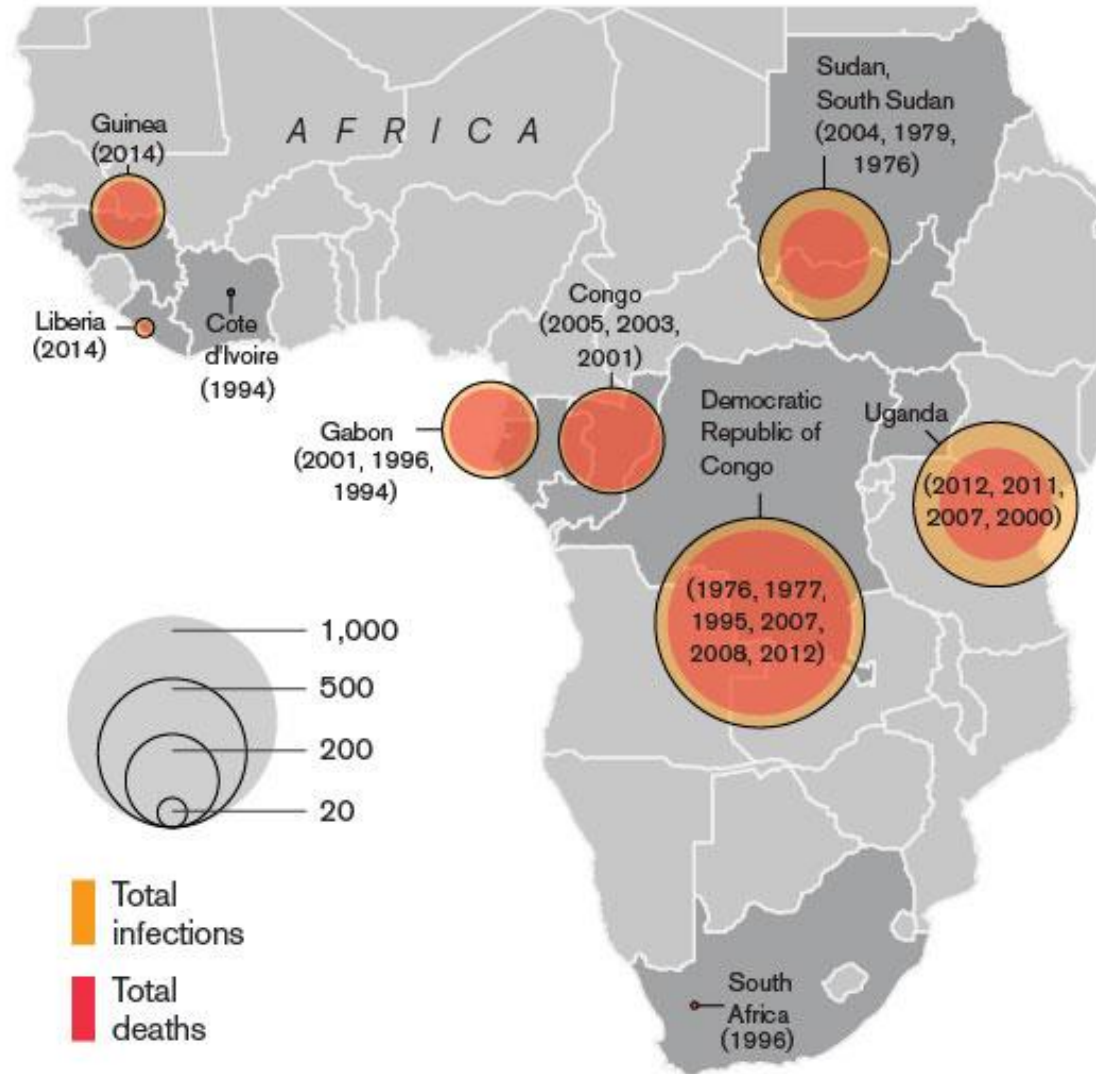 Sudan,
South Sudan
(2004, 1979,
1976)
Guinea
(2014)
AFRICA
Congo
(2005, 2003,
2001)
Liberia
(2014)
Cote
d'Ivoire
(1994)
Democratic
Republic of
Congo
Uganda
Gabon
(2001, 1996,
1994)
(2012, 2011,
2007, 2000)
(1976, 1977,
1995, 2007,
2008, 2012)
1,000
500
200
20
Total
infections
Total
deaths
South
Africa
(1996)